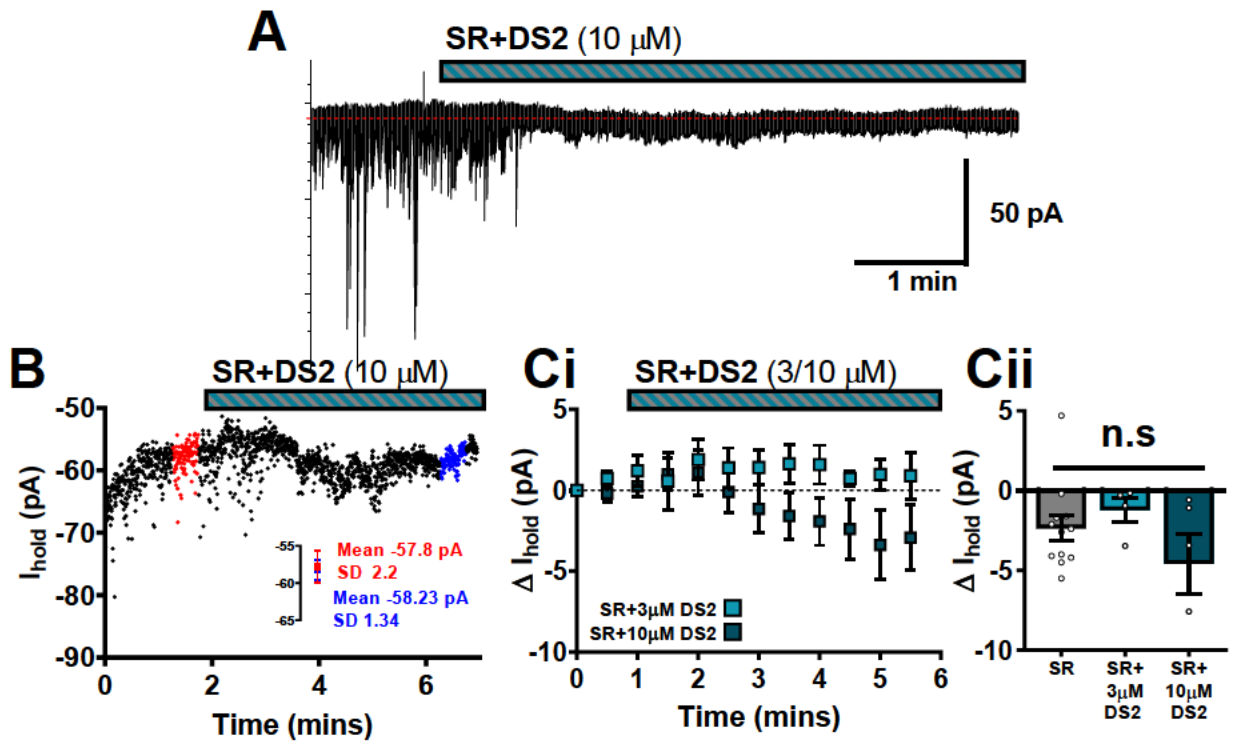 A
SR+DS2 (10 μM)
50 pA
1 min
B
SR+DS2 (10 μM)
-50
-60
-70
-80
-90
I hold (pA)
-55
-60
-65
Mean -57.8 pA
SD 2.2
Mean -58.23 pA
SD 1.34
0 2 4 6
Time (mins)
Ci
SR+DS2 (3/10 μM)
5
0
-5
-10
Δ I hold (pA)
SR+3μM DS2
SR+10μM DS2
0 1 2 3 4 5 6
Time (mins)
Cii
n.s
5
0
-5
-10
Δ I hold (pA)
SR
SR+
3μM
DS2
SR+
10μM
DS2